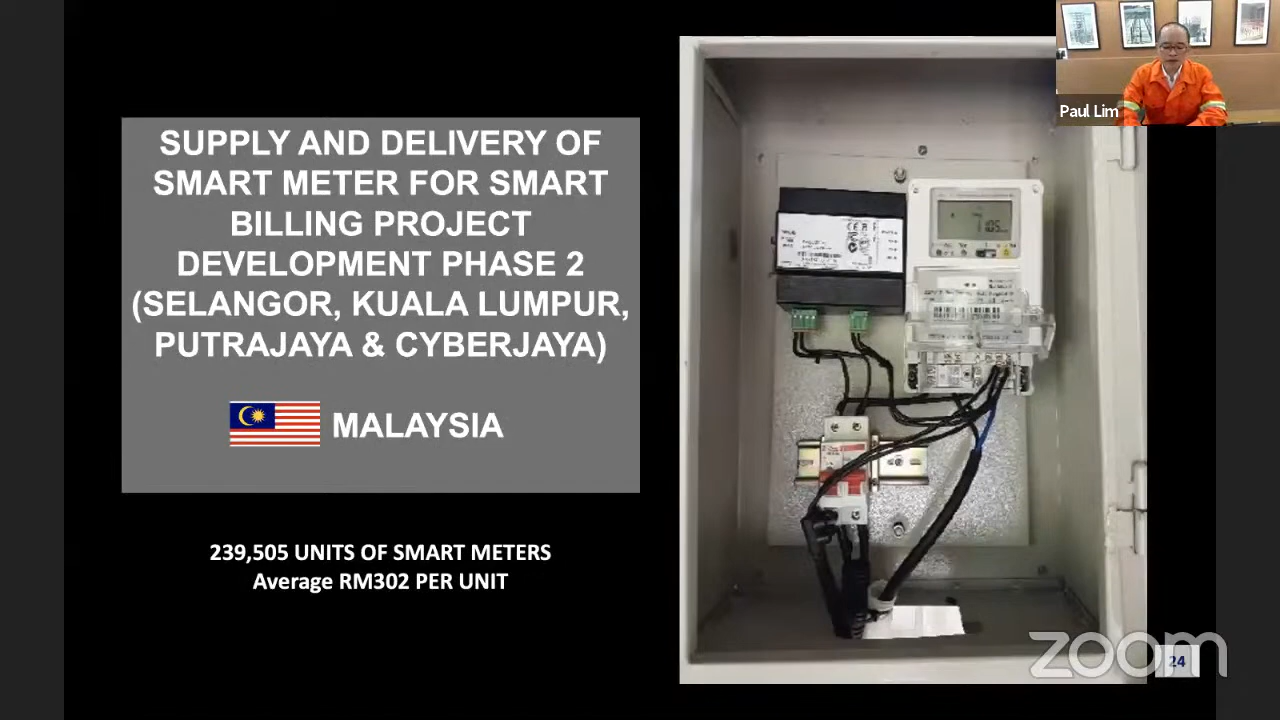 SUPPLY AND DELIVERY OF
SMART METER FOR SMART
BILLING PROJECT
DEVELOPMENT PHASE 2
(SELANGOR, KUALA LUMPUR,
PUTRAJAYA & CYBERJAYA)
MALAYSIA
239,505 UNITS OF SMART METERS
Average RM302 PER UNIT
Paul Lim
zoom
24